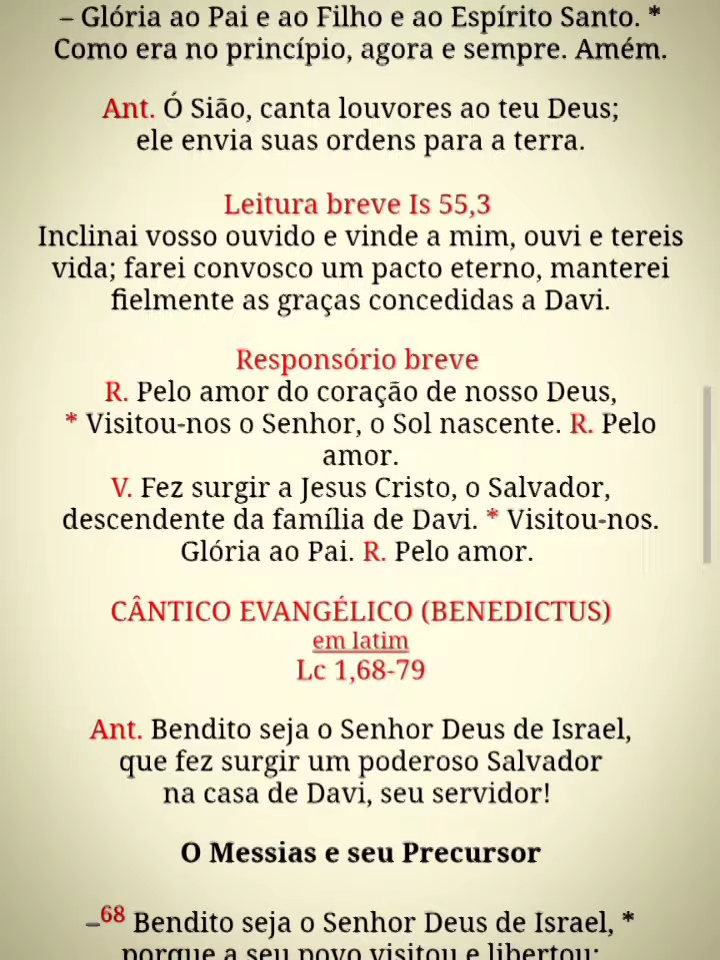 – Glória ao Pai e ao Filho e ao Espírito Santo. *
Como era no princípio, agora e sempre. Amém.
Ant. Ó Sião, canta louvores ao teu Deus;
ele envia suas ordens para a terra.
Leitura breve Is 55,3
Inclinai vosso ouvido e vinde a mim, ouvi e tereis
vida; farei convosco um pacto eterno, manterei
fielmente as graças concedidas a Davi.
Responsório breve
R. Pelo amor do coração de nosso Deus,
* Visitou-nos o Senhor, o Sol nascente. R. Pelo
amor.
V. Fez surgir a Jesus Cristo, o Salvador,
descendente da família de Davi. * Visitou-nos.
Glória ao Pai. R. Pelo amor.
CÂNTICO EVANGÉLICO (BENEDICTUS)
em latim
Lc 1,68-79
Ant. Bendito seja o Senhor Deus de Israel,
que fez surgir um poderoso Salvador
na casa de Davi, seu servidor!
O Messias e seu Precursor
–68 Bendito seja o Senhor Deus de Israel, *
porque a seu povo visitou e libertou;